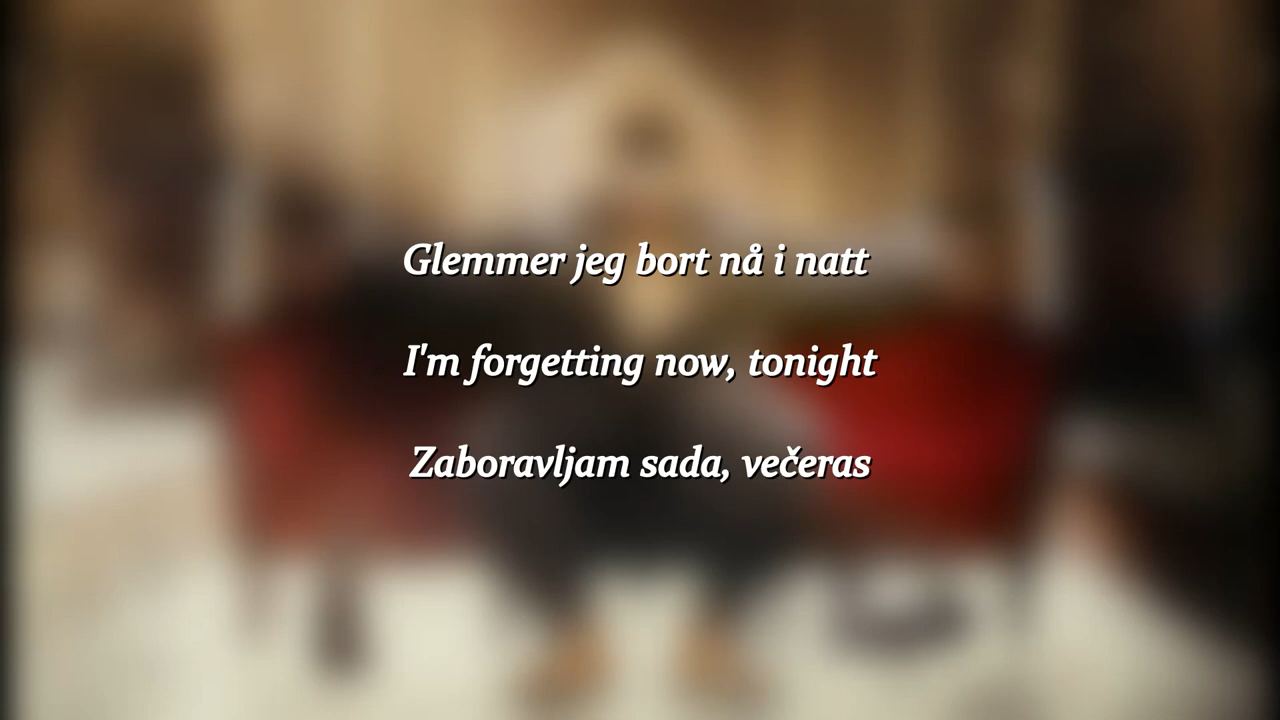 Glemmer jeg bort nå i natt
I'm forgetting now, tonight
Zaboravljam sada, večeras